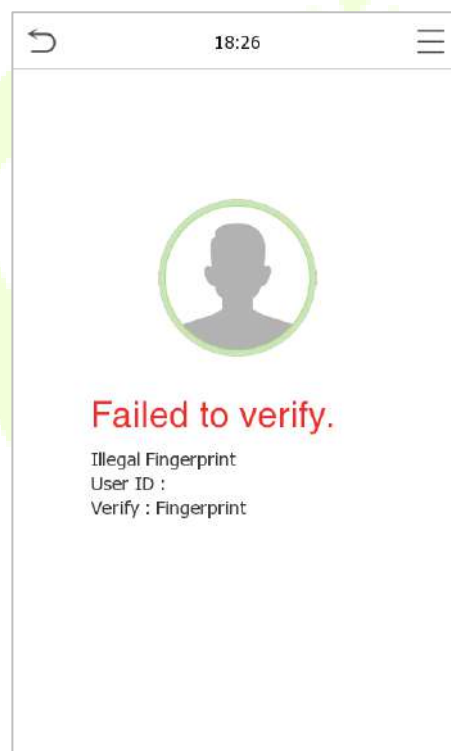 18:26
Failed to verify.
Illegal Fingerprint
User ID :
Verify : Fingerprint